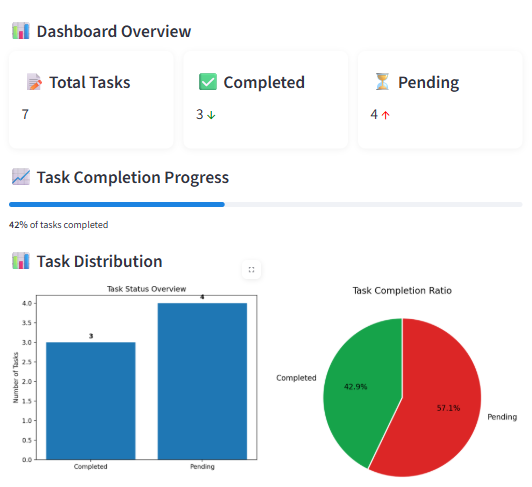 Dashboard Overview
Total Tasks
7
Completed
3 ↓
Pending
4 ↑
Task Completion Progress
42% of tasks completed
Task Distribution
Task Status Overview
Number of Tasks
4.0
3.5
3.0
2.5
2.0
1.5
1.0
0.5
0.0
3
4
Completed
Pending
Task Completion Ratio
Completed
42.9%
57.1%
Pending